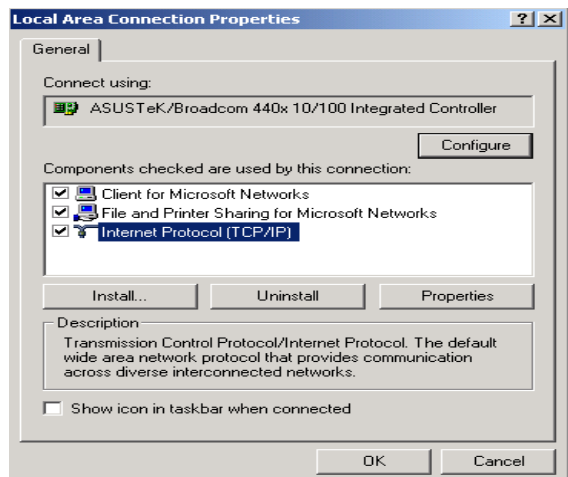 Local Area Connection Properties
General
Connect using:
ASUSTeK/Broadcom 440x 10/100 Integrated Controller
Configure
Components checked are used by this connection:
Client for Microsoft Networks
File and Printer Sharing for Microsoft Networks
Internet Protocol (TCP/IP)
Install... Uninstall Properties
Description
Transmission Control Protocol/Internet Protocol. The default
wide area network protocol that provides communication
across diverse interconnected networks.
Show icon in taskbar when connected
OK Cancel